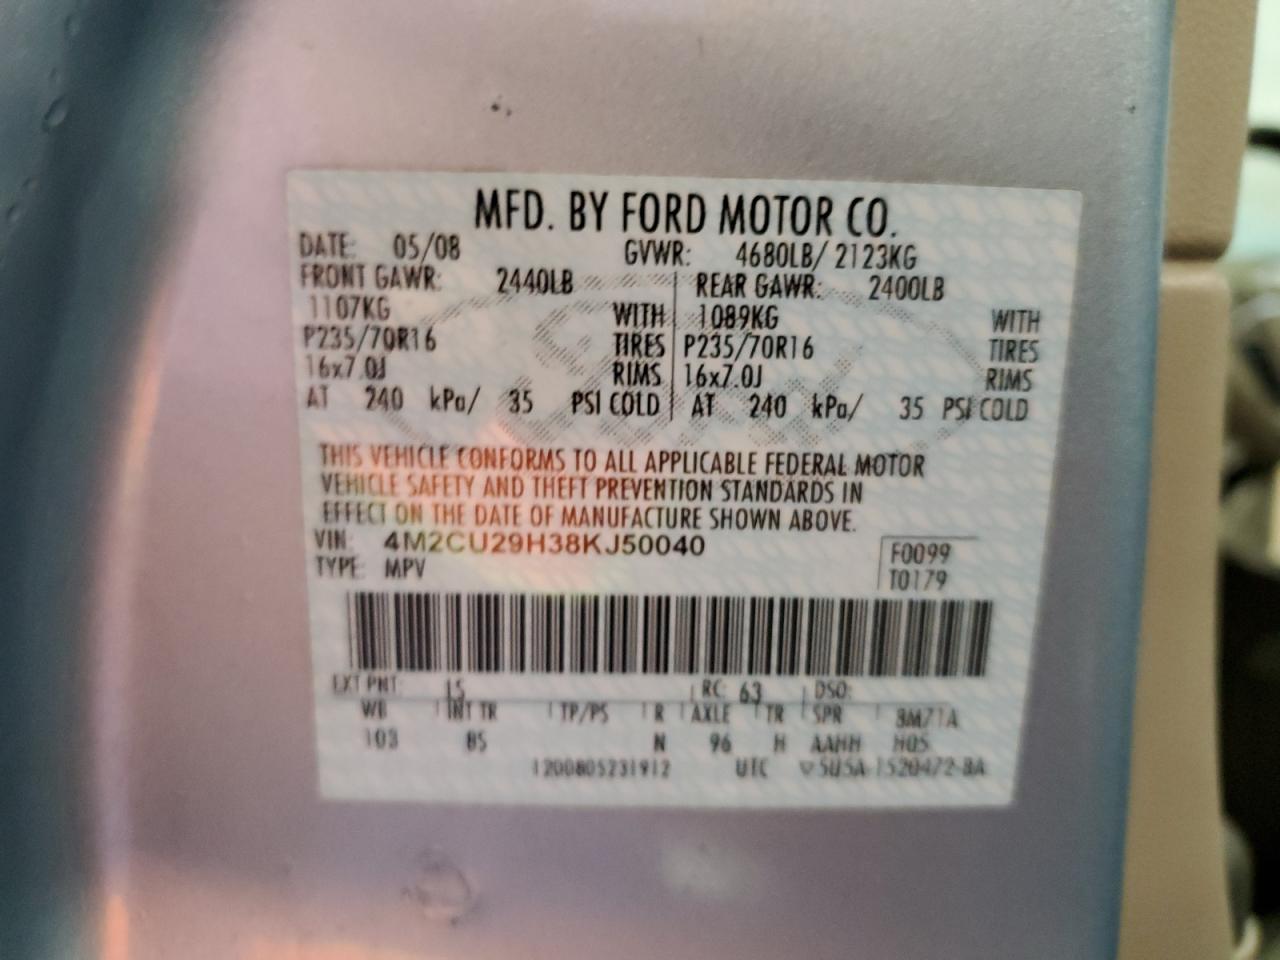 MFD. BY FORD MOTOR CO.
DATE: 05/08 GVWR: 4680LB/ 2123KG
FRONT GAWR: 2440LB REAR GAWR: 2400LB
1107KG WITH 1089KG WITH
P235/70R16 TIRES P235/70R16 TIRES
16x7.0J RIMS 16x7.0J RIMS
AT 240 kPa/ 35 PSI COLD AT 240 kPa/ 35 PSI COLD
THIS VEHICLE CONFORMS TO ALL APPLICABLE FEDERAL MOTOR
VEHICLE SAFETY AND THEFT PREVENTION STANDARDS IN
EFFECT ON THE DATE OF MANUFACTURE SHOWN ABOVE.
VIN: 4M2CU29H38KJ50040 F0099
TYPE: MPV T0179
EXT PNT: RC: 63 DSO:
WB INT TR TP/PS R AXLE TR SPR
103 85 N 96 H AAHH
1200805231912 UTC